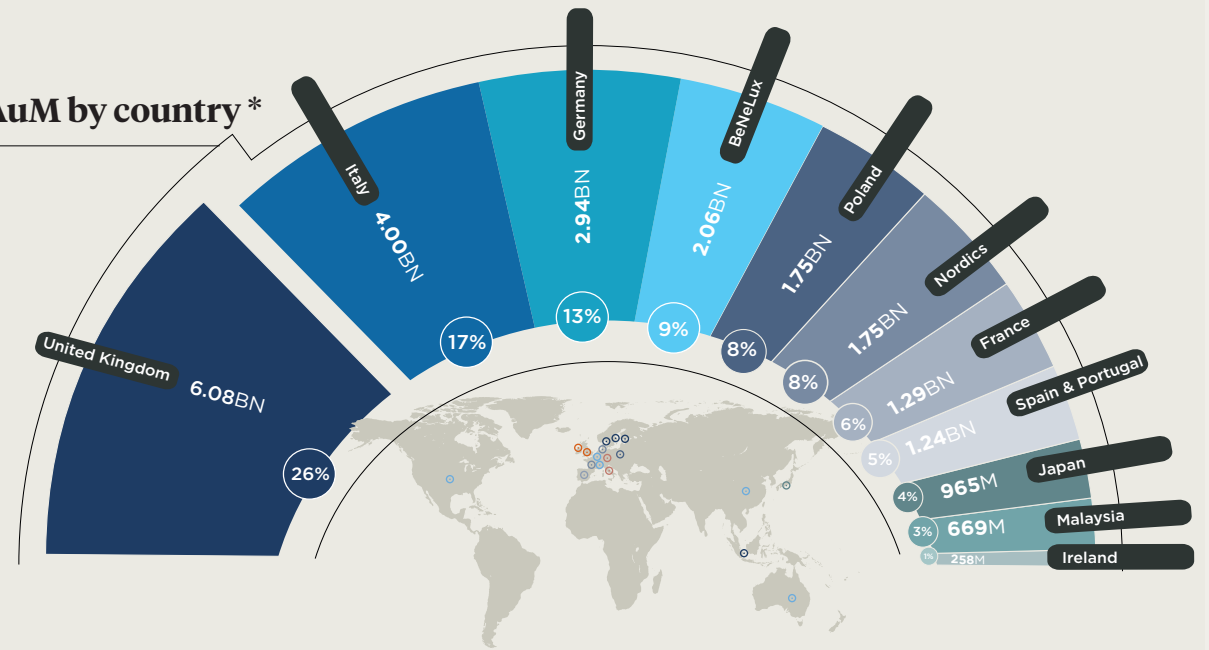 AuM by country *
United Kingdom
6.08BN
26%
Italy
4.00BN
17%
Germany
2.94BN
13%
BeNeLux
2.06BN
9%
Poland
1.75BN
8%
Nordics
1.75BN
8%
France
1.29BN
6%
Spain & Portugal
1.24BN
5%
Japan
965M
4%
Malaysia
669M
3%
Ireland
258M
1%